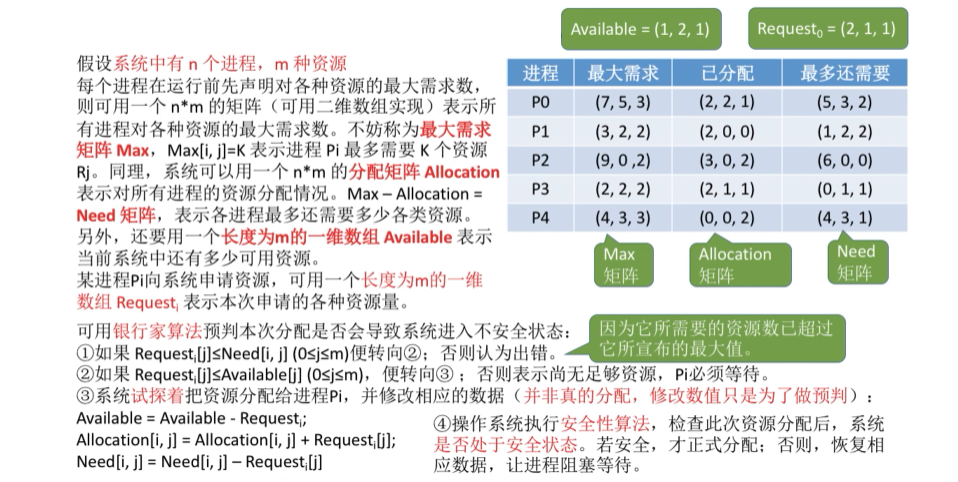 Available = (1, 2, 1)
Request₀ = (2, 1, 1)
假设系统中有 n 个进程，m 种资源
每个进程在运行前先声明对各种资源的最大需求数，
则可用一个 n*m 的矩阵（可用二维数组实现）表示所
有进程对各种资源的最大需求数。不妨称为最大需求
矩阵 Max，Max[i, j]=K 表示进程 Pi 最多需要 K 个资源
Rj。同理，系统可以用一个 n*m 的分配矩阵 Allocation
表示对所有进程的资源分配情况。Max – Allocation =
Need 矩阵，表示各进程最多还需要多少各类资源。
另外，还要用一个长度为m的一维数组 Available 表示
当前系统中还有多少可用资源。
某进程Pi向系统申请资源，可用一个长度为m的一维
数组 Requestᵢ 表示本次申请的各种资源量。
进程 最大需求 已分配 最多还需要
P0 (7, 5, 3) (2, 2, 1) (5, 3, 2)
P1 (3, 2, 2) (2, 0, 0) (1, 2, 2)
P2 (9, 0 ,2) (3, 0, 2) (6, 0, 0)
P3 (2, 2, 2) (2, 1, 1) (0, 1, 1)
P4 (4, 3, 3) (0, 0, 2) (4, 3, 1)
Max
矩阵
Allocation
矩阵
Need
矩阵
可用银行家算法预判本次分配是否会导致系统进入不安全状态：
①如果 Requestᵢ[j]≤Need[i, j] (0≤j≤m)便转向②；否则认为出错。
因为它所需要的资源数已超过
它所宣布的最大值。
②如果 Requestᵢ[j]≤Available[j] (0≤j≤m)，便转向③ ；否则表示尚无足够资源，Pi必须等待。
③系统试探着把资源分配给进程Pi，并修改相应的数据（并非真的分配，修改数值只是为了做预判）：
Available = Available - Requestᵢ;
Allocation[i, j] = Allocation[i, j] + Requestᵢ[j];
Need[i, j] = Need[i, j] – Requestᵢ[j]
④操作系统执行安全性算法，检查此次资源分配后，系统
是否处于安全状态。若安全，才正式分配；否则，恢复相
应数据，让进程阻塞等待。